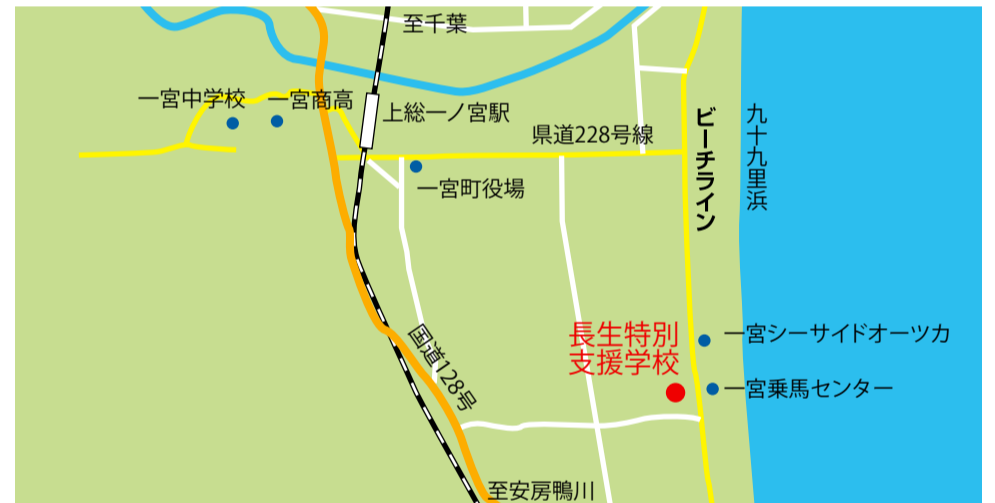 至千葉
一宮中学校
一宮商高
上総一ノ宮駅
県道228号線
ビーチライン
九十九里浜
一宮町役場
国道128号
長生特別
支援学校
一宮シーサイドオーツカ
一宮乗馬センター
至安房鴨川